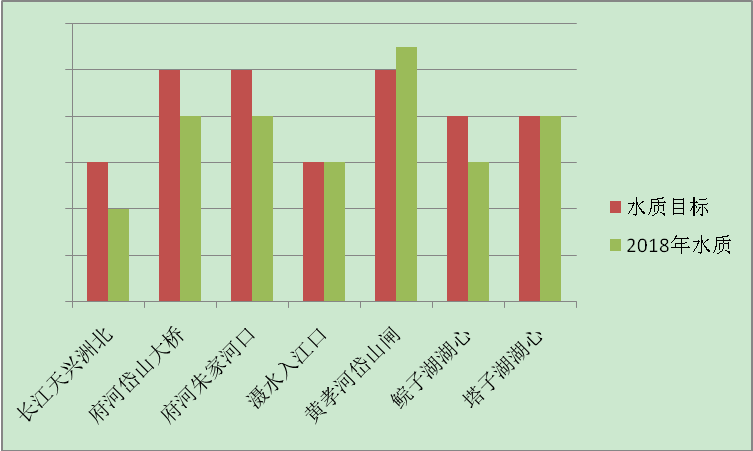 水质目标
2018年水质
长江天兴洲北
府河岱山大桥
府河朱家河口
滠水入江口
黄孝河岱山闸
鲩子湖湖心
塔子湖湖心